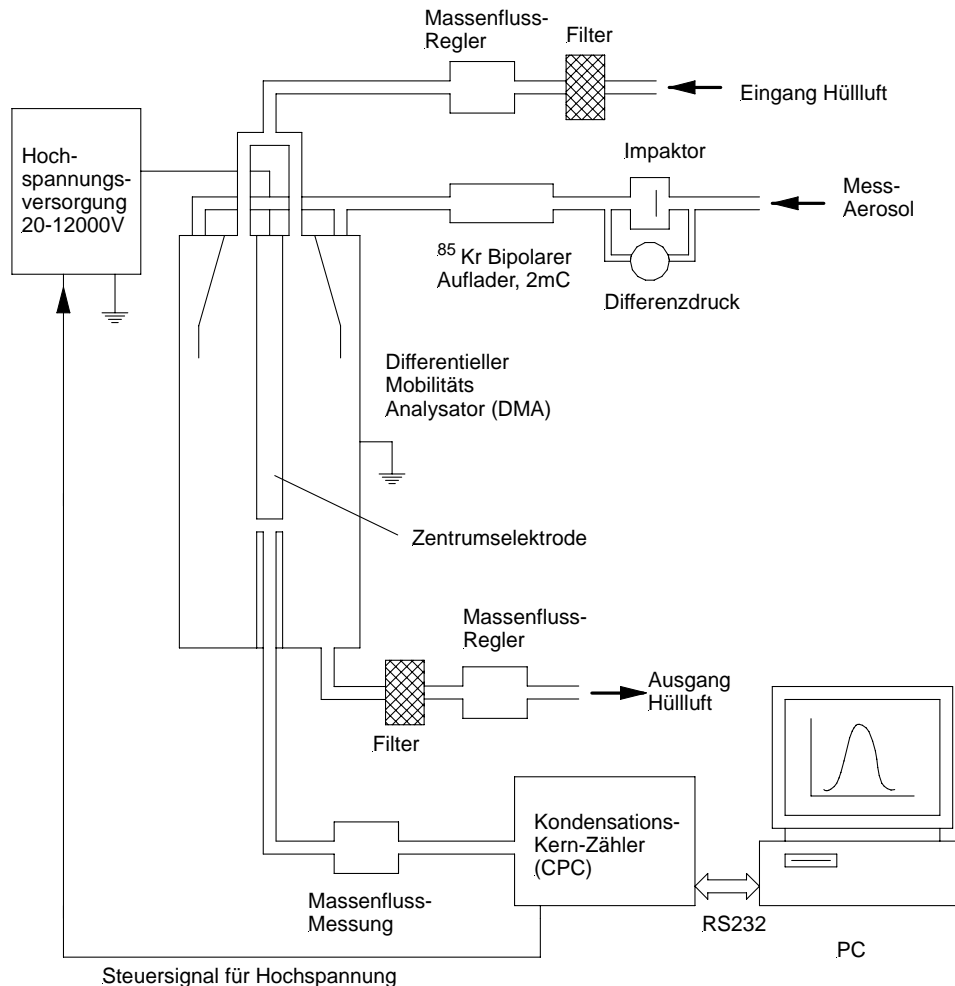 Massenfluss-
Regler
Filter
Eingang Hüllluft
Hoch-
spannungs-
versorgung
20-12000V
Impaktor
Mess-
Aerosol
85 Kr Bipolarer
Auflader, 2mC
Differenzdruck
Differentieller
Mobilitäts
Analysator (DMA)
Zentrumselektrode
Massenfluss-
Regler
Ausgang
Hüllluft
Filter
Kondensations-
Kern-Zähler
(CPC)
Massenfluss-
Messung
RS232
PC
Steuersignal für Hochspannung